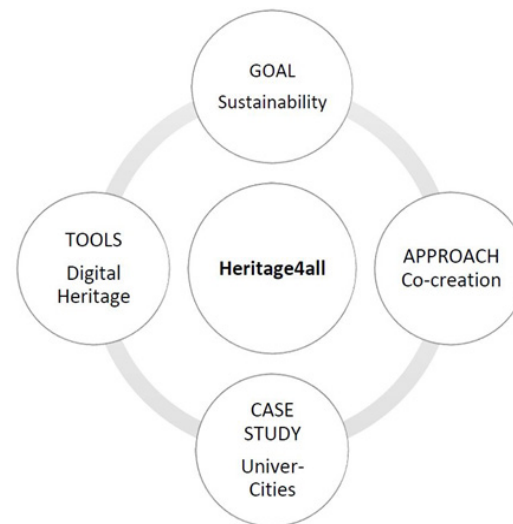 GOAL
Sustainability
TOOLS
Digital
Heritage
Heritage4all
APPROACH
Co-creation
CASE
STUDY
Univer-
Cities